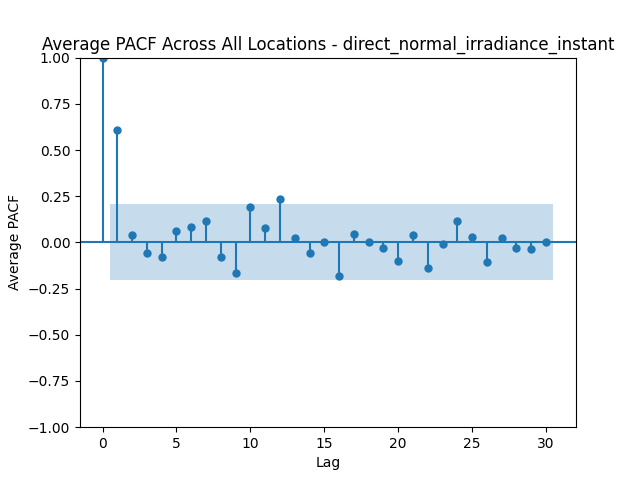 Average PACF Across All Locations - direct_normal_irradiance_instant
1.00
0.75
0.50
0.25
0.00
−0.25
−0.50
−0.75
−1.00
Average PACF
0 5 10 15 20 25 30
Lag